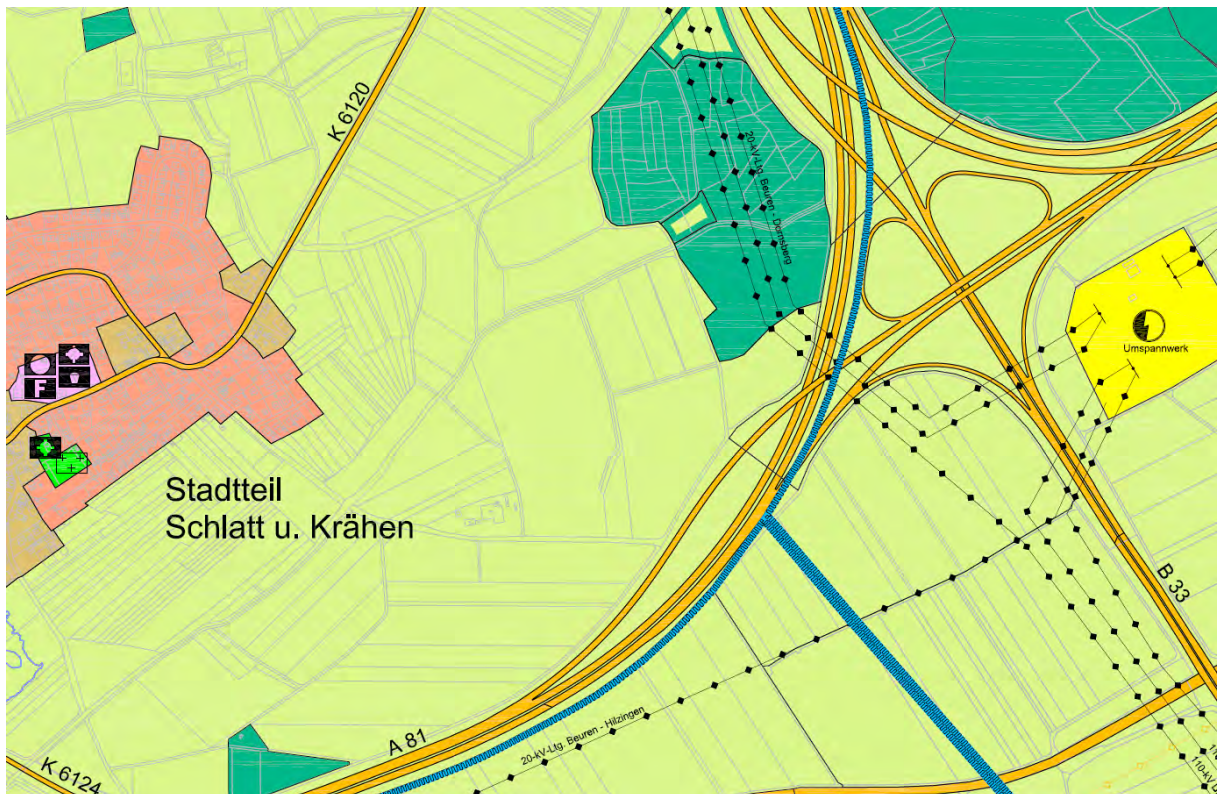 K 6120
20-kV-Ltg. Beuren - Dornsberg
Umspannwerk
F
Stadtteil
Schlatt u. Krähen
B 33
20-kV-Ltg. Beuren - Hilzingen
A 81
K 6124
110-kV